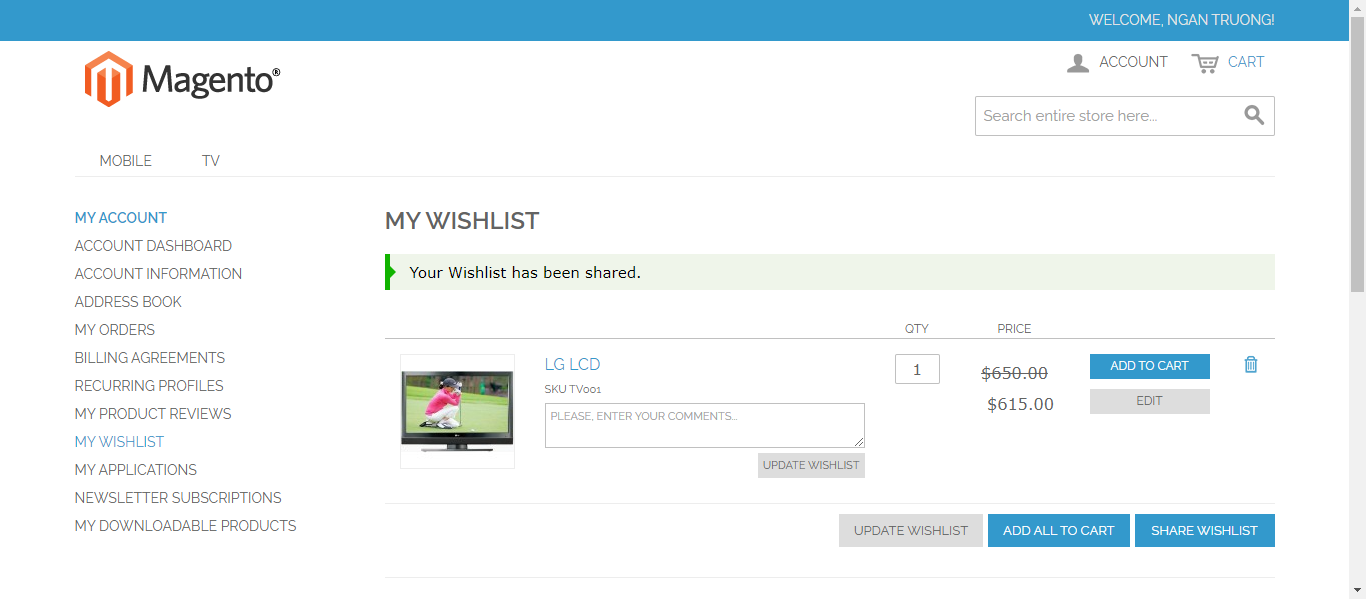 WELCOME, NGAN TRUONG!
Magento®
ACCOUNT
CART
Search entire store here...
MOBILE
TV
MY ACCOUNT
ACCOUNT DASHBOARD
ACCOUNT INFORMATION
ADDRESS BOOK
MY ORDERS
BILLING AGREEMENTS
RECURRING PROFILES
MY PRODUCT REVIEWS
MY WISHLIST
MY APPLICATIONS
NEWSLETTER SUBSCRIPTIONS
MY DOWNLOADABLE PRODUCTS
MY WISHLIST
Your Wishlist has been shared.
QTY PRICE
LG LCD
SKU TV001
PLEASE, ENTER YOUR COMMENTS...
UPDATE WISHLIST
1
$650.00
$615.00
ADD TO CART
EDIT
UPDATE WISHLIST ADD ALL TO CART SHARE WISHLIST